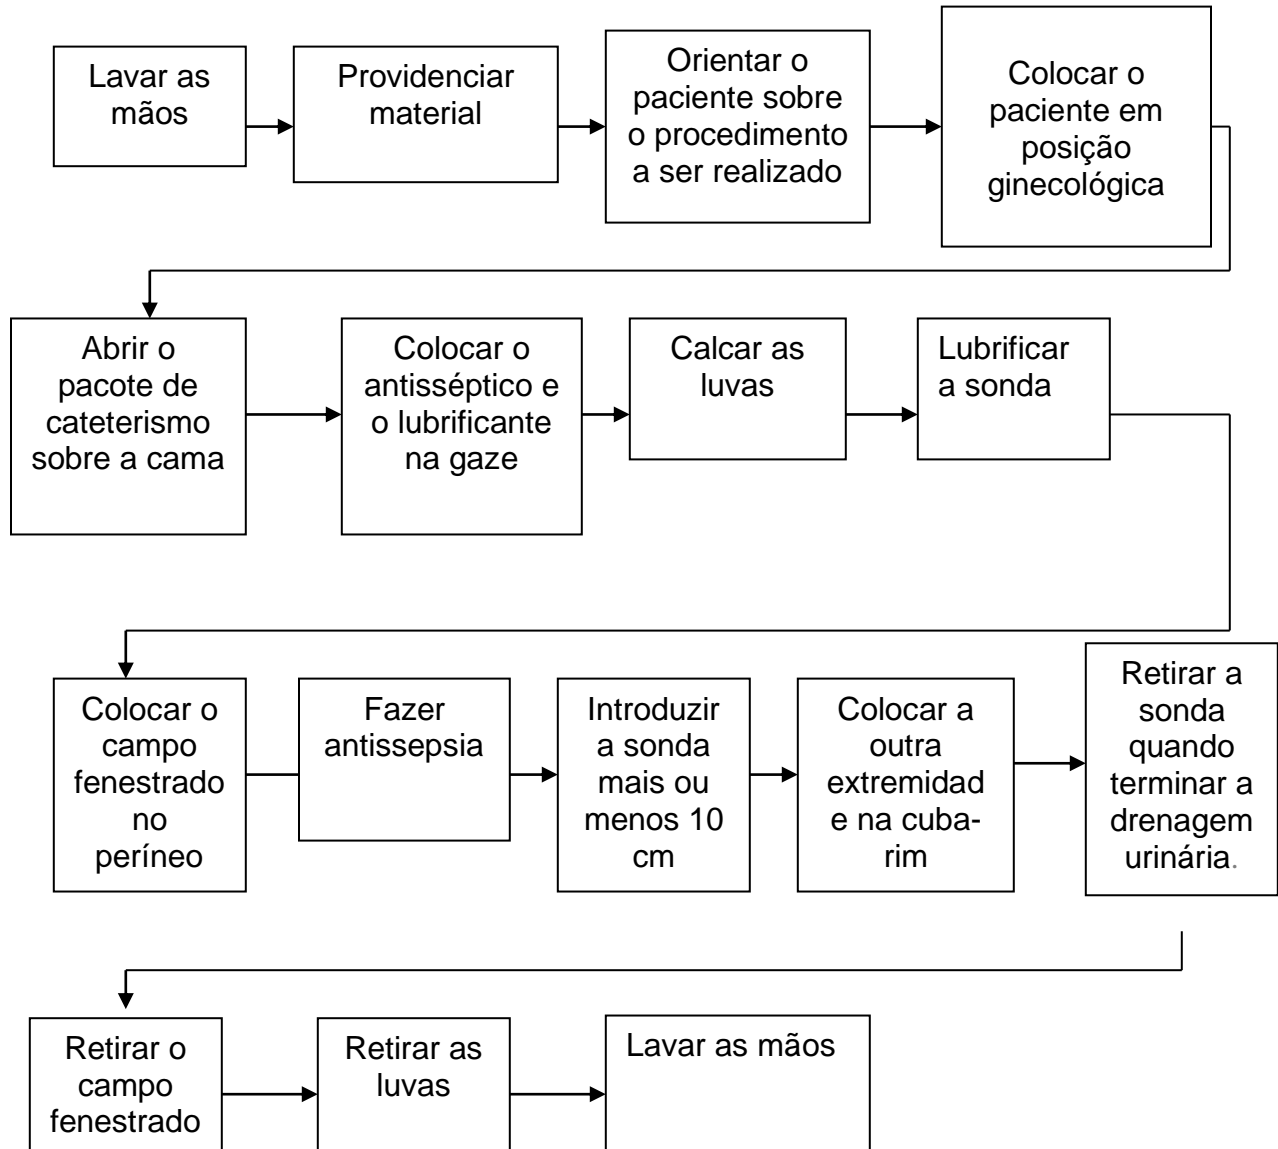 Lavar as
mãos
Providenciar
material
Orientar o
paciente sobre
o procedimento
a ser realizado
Colocar o
paciente em
posição
ginecológica
Abrir o
pacote de
cateterismo
sobre a cama
Colocar o
antisséptico e
o lubrificante
na gaze
Calcar as
luvas
Lubrificar
a sonda
Colocar o
campo
fenestrado
no
períneo
Fazer
antissepsia
Introduzir
a sonda
mais ou
menos 10
cm
Colocar a
outra
extremidad
e na cuba-
rim
Retirar a
sonda
quando
terminar a
drenagem
urinária.
Retirar o
campo
fenestrado
Retirar as
luvas
Lavar as mãos